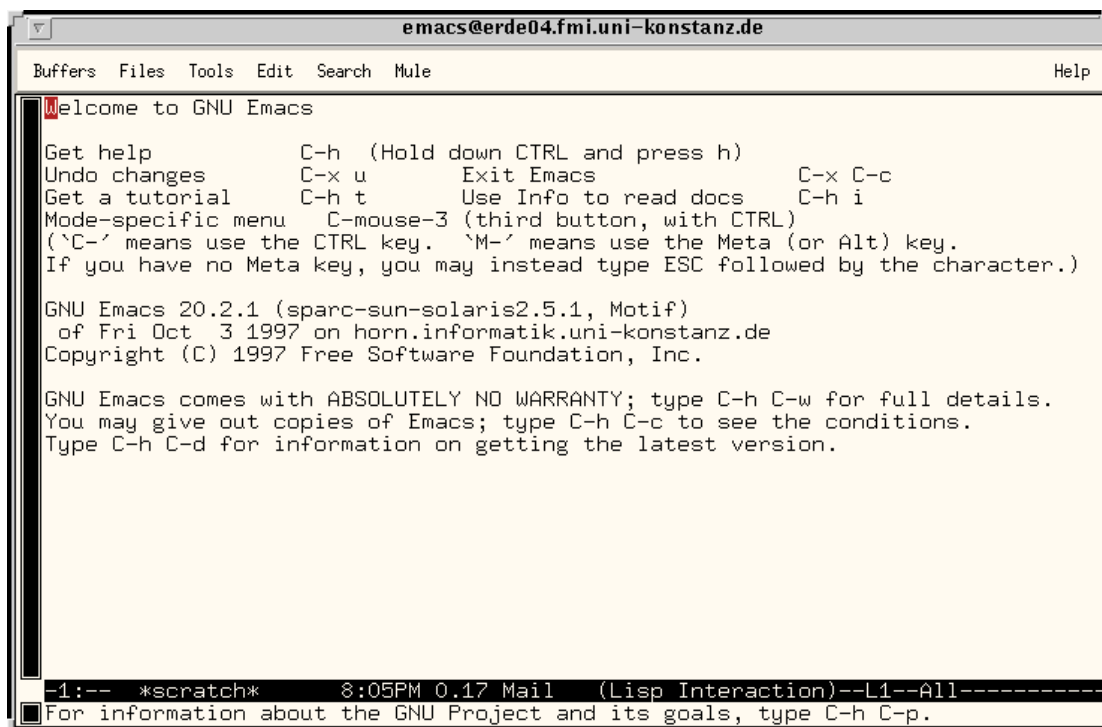 emacs@erde04.fmi.uni-konstanz.de
Buffers Files Tools Edit Search Mule Help
Welcome to GNU Emacs
Get help C-h (Hold down CTRL and press h)
Undo changes C-x u Exit Emacs C-x C-c
Get a tutorial C-h t Use Info to read docs C-h i
Mode-specific menu C-mouse-3 (third button, with CTRL)
(`C-' means use the CTRL key. `M-' means use the Meta (or Alt) key.
If you have no Meta key, you may instead type ESC followed by the character.)
GNU Emacs 20.2.1 (sparc-sun-solaris2.5.1, Motif)
of Fri Oct 3 1997 on horn.informatik.uni-konstanz.de
Copyright (C) 1997 Free Software Foundation, Inc.
GNU Emacs comes with ABSOLUTELY NO WARRANTY; type C-h C-w for full details.
You may give out copies of Emacs; type C-h C-c to see the conditions.
Type C-h C-d for information on getting the latest version.
-1:-- *scratch* 8:05PM 0.17 Mail (Lisp Interaction)--L1--All-----------
For information about the GNU Project and its goals, type C-h C-p.